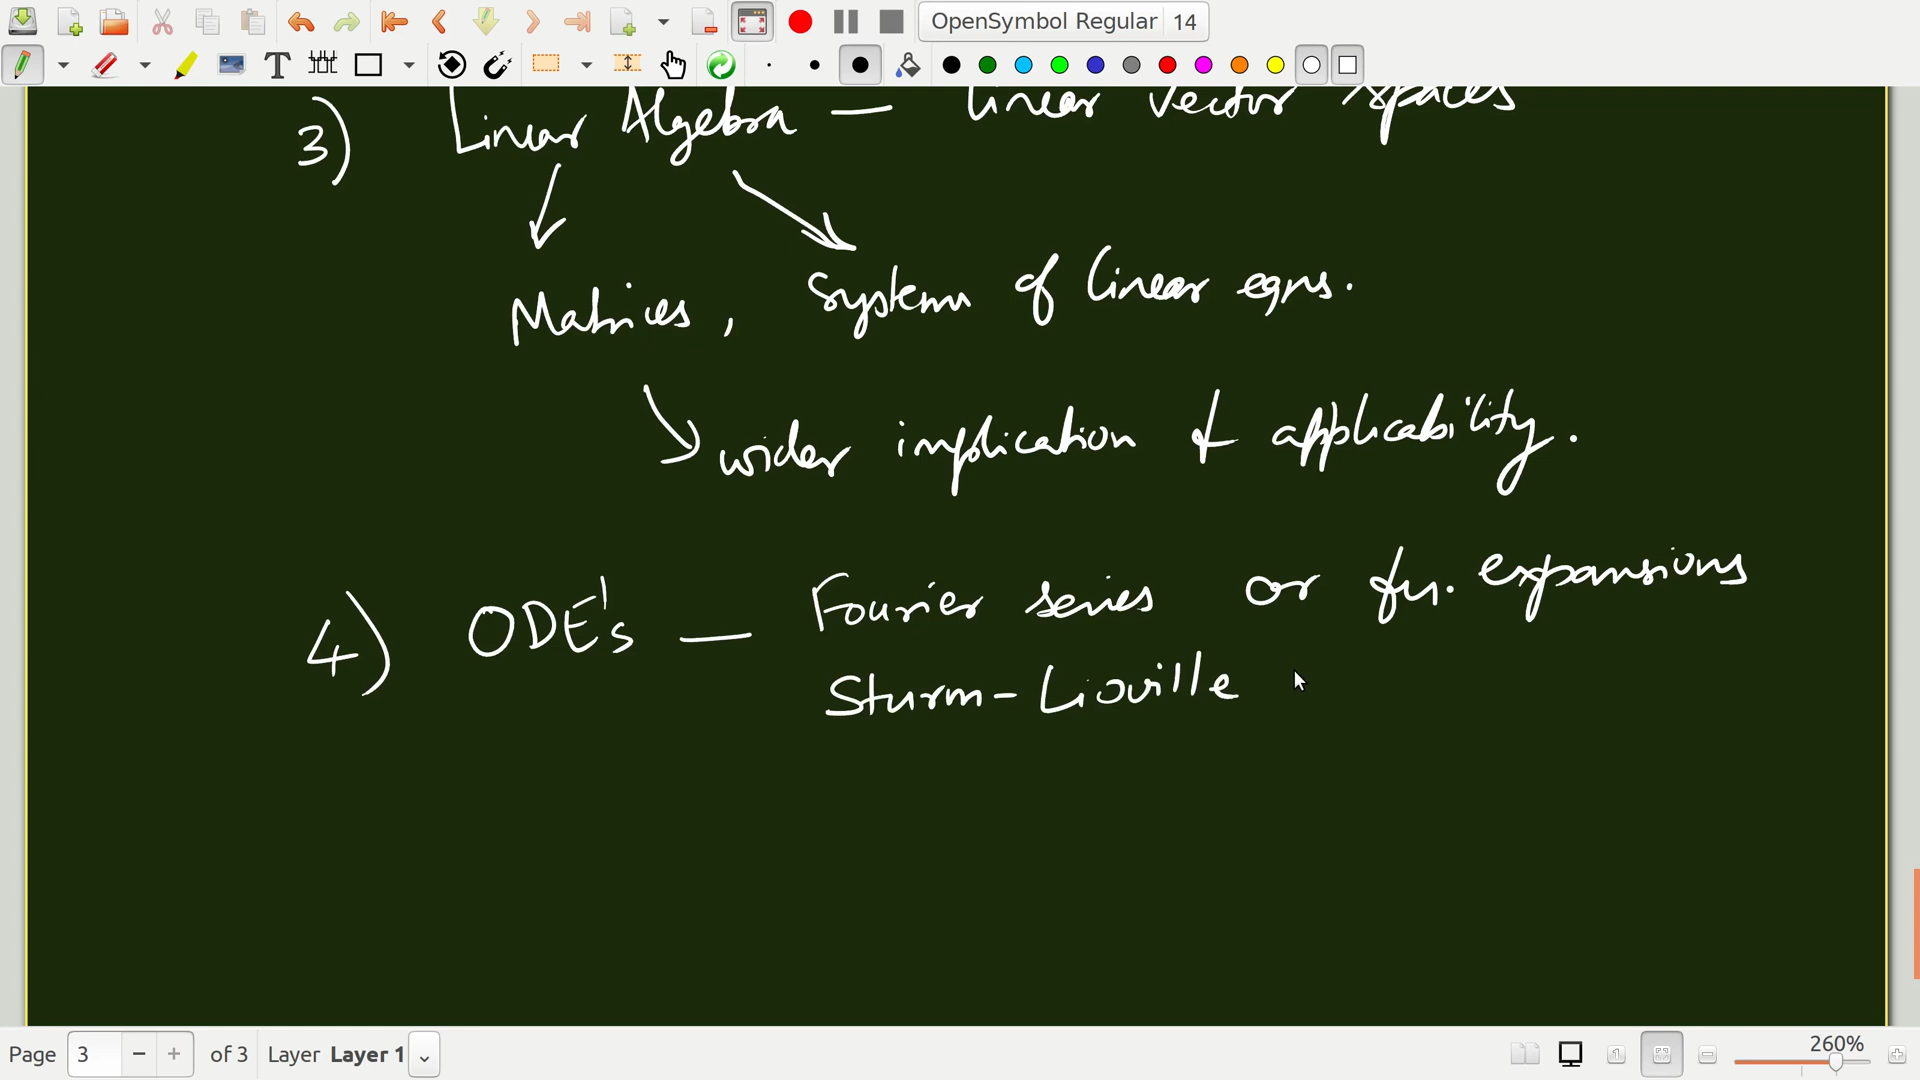 OpenSymbol Regular 14
3) Linear Algebra — linear vector spaces
Matrices, system of linear eqns.
wider implication & applicability.
4) ODE's — Fourier series or fn. expansions
Sturm-Lioville
Page 3 of 3 Layer Layer 1 260%